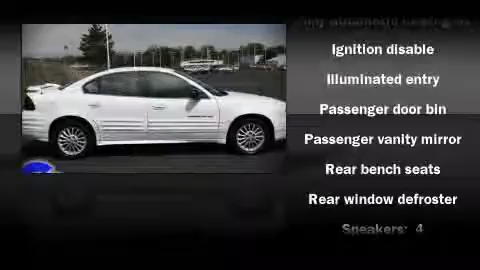 Ignition disable
Illuminated entry
Passenger door bin
Passenger vanity mirror
Rear bench seats
Rear window defroster
Speakers: 4